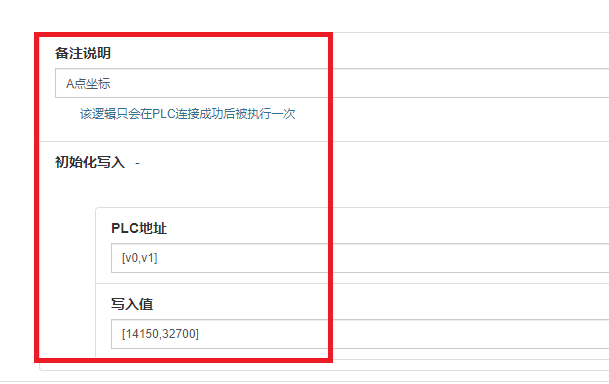 备注说明
A点坐标
该逻辑只会在PLC连接成功后被执行一次
初始化写入 -
PLC地址
[v0,v1]
写入值
[14150,32700]